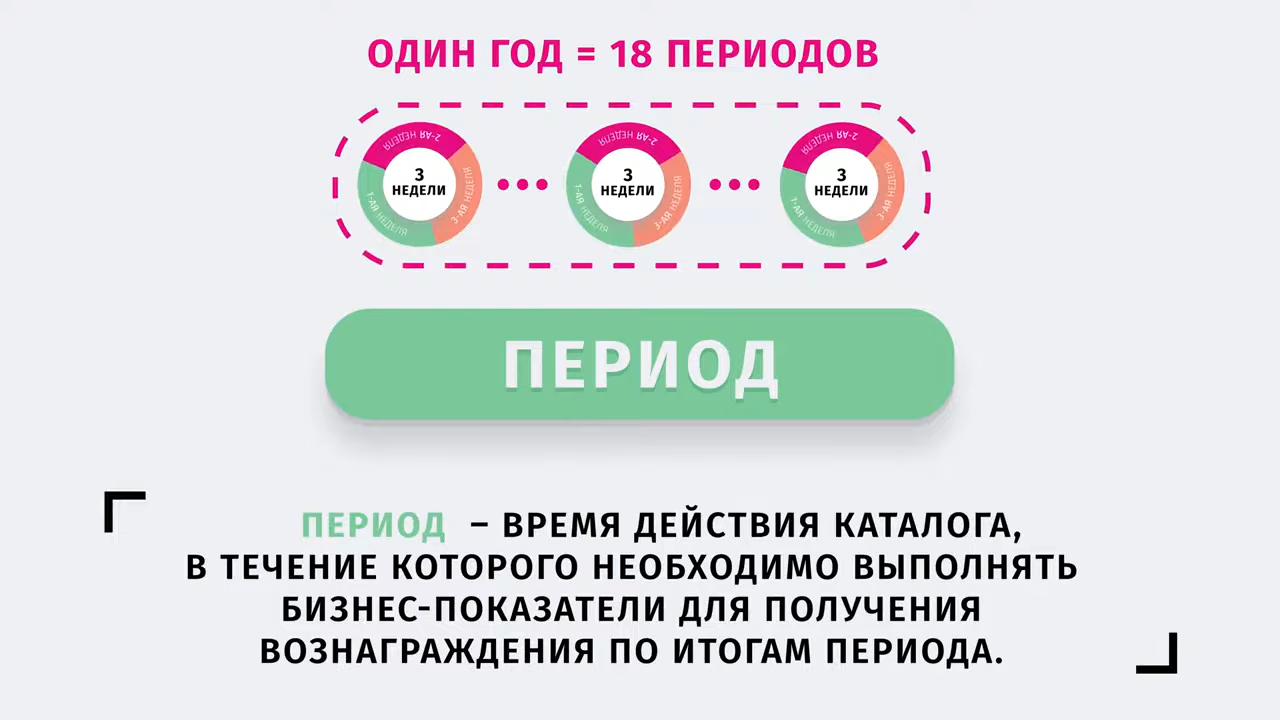 ОДИН ГОД = 18 ПЕРИОДОВ
2-АЯ НЕДЕЛЯ
3
НЕДЕЛИ
1-АЯ НЕДЕЛЯ
3-АЯ НЕДЕЛЯ
2-АЯ НЕДЕЛЯ
3
НЕДЕЛИ
1-АЯ НЕДЕЛЯ
3-АЯ НЕДЕЛЯ
2-АЯ НЕДЕЛЯ
3
НЕДЕЛИ
1-АЯ НЕДЕЛЯ
3-АЯ НЕДЕЛЯ
ПЕРИОД
ПЕРИОД – ВРЕМЯ ДЕЙСТВИЯ КАТАЛОГА,
В ТЕЧЕНИЕ КОТОРОГО НЕОБХОДИМО ВЫПОЛНЯТЬ
БИЗНЕС-ПОКАЗАТЕЛИ ДЛЯ ПОЛУЧЕНИЯ
ВОЗНАГРАЖДЕНИЯ ПО ИТОГАМ ПЕРИОДА.